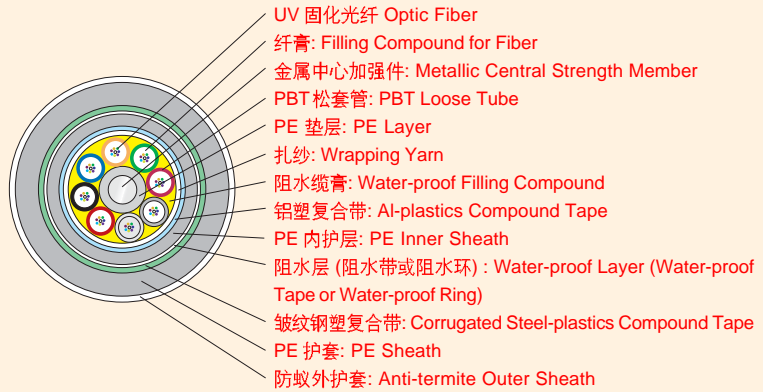 UV 固化光纤 Optic Fiber
纤膏: Filling Compound for Fiber
金属中心加强件: Metallic Central Strength Member
PBT 松套管: PBT Loose Tube
PE 垫层: PE Layer
扎纱: Wrapping Yarn
阻水缆膏: Water-proof Filling Compound
铝塑复合带: Al-plastics Compound Tape
PE 内护层: PE Inner Sheath
阻水层 (阻水带或阻水环) : Water-proof Layer (Water-proof
Tape or Water-proof Ring)
皱纹钢塑复合带: Corrugated Steel-plastics Compound Tape
PE 护套: PE Sheath
防蚁外护套: Anti-termite Outer Sheath